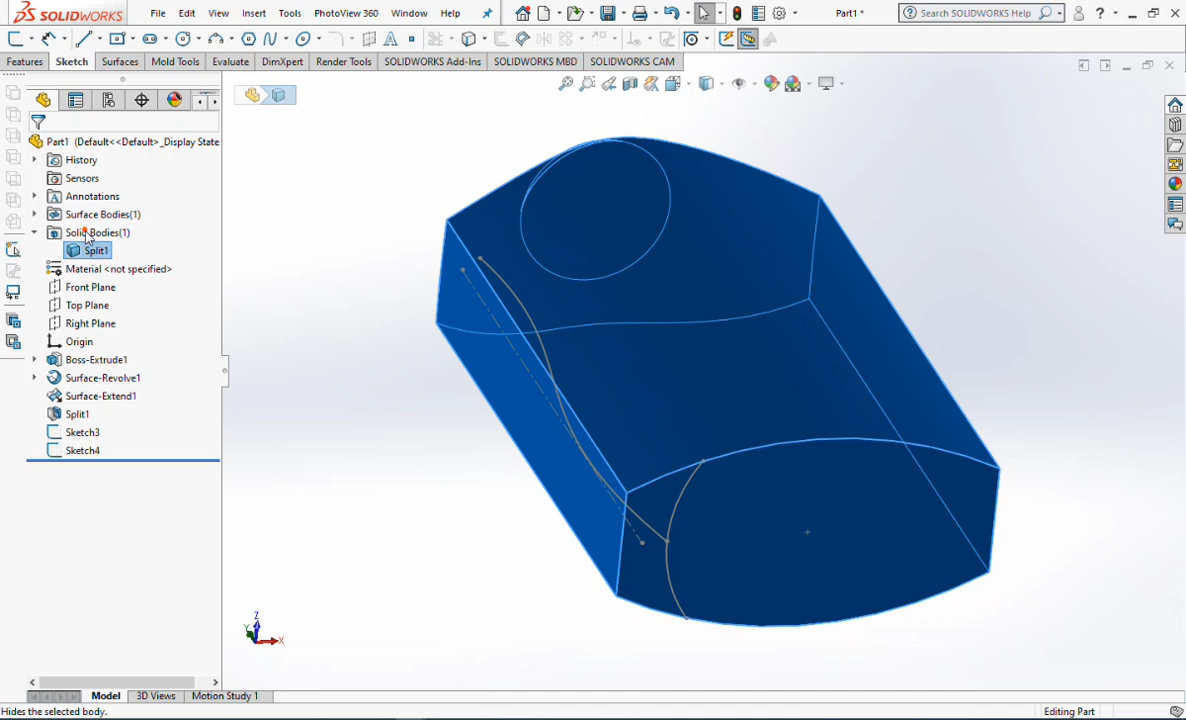 SOLIDWORKS File Edit View Insert Tools PhotoView 360 Window Help Part1 * Search SOLIDWORKS Help ?
Features Sketch Surfaces Mold Tools Evaluate DimXpert Render Tools SOLIDWORKS Add-Ins SOLIDWORKS MBD SOLIDWORKS CAM
Part1 (Default<<Default>_Display State
History
Sensors
Annotations
Surface Bodies(1)
Solid Bodies(1)
Split1
Material <not specified>
Front Plane
Top Plane
Right Plane
Origin
Boss-Extrude1
Surface-Revolve1
Surface-Extend1
Split1
Sketch3
Sketch4
Z
Y X
Model 3D Views Motion Study 1
Hides the selected body. Editing Part